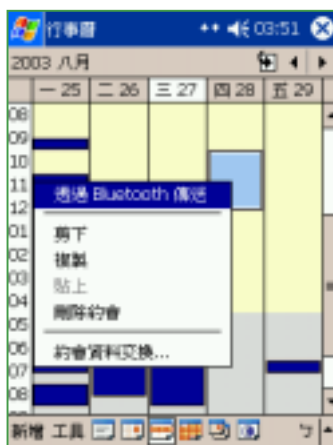 行事曆 03:51
2003 八月
一 25 二 26 三 27 四 28 五 29
08
09
10
11
12
01
02
03
04
05
06
07
08
透過 Bluetooth 傳送
剪下
複製
貼上
刪除約會
約會資料交換...
新增 工具 ㄅ